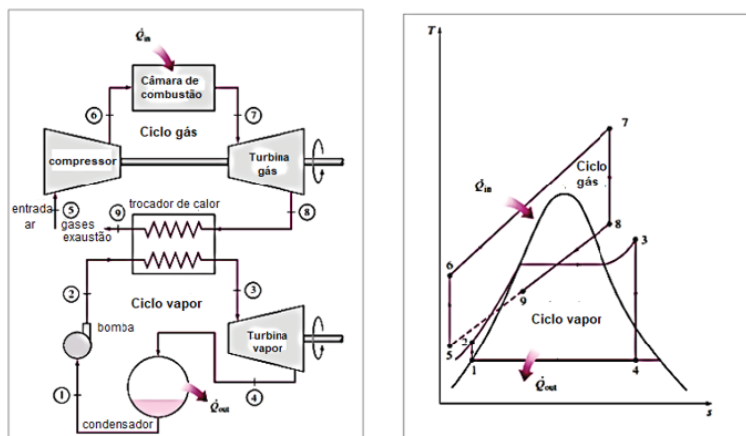 Q̇in
Câmara de
combustão
6
7
Ciclo gás
compressor
Turbina
gás
entrada
ar
5
9
trocador de calor
8
gases
exaustão
2
3
Ciclo vapor
bomba
Turbina
vapor
1
4
Q̇out
condensador
T
7
Ciclo
gás
Q̇in
8
3
6
9
5
2
Ciclo vapor
1
4
Q̇out
s